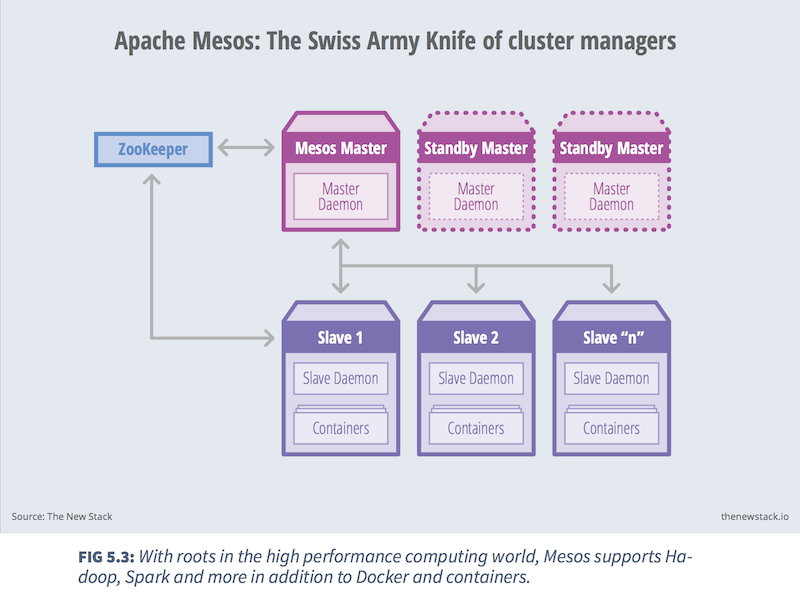 Apache Mesos: The Swiss Army Knife of cluster managers
ZooKeeper
Mesos Master
Standby Master
Standby Master
Master
Daemon
Master
Daemon
Master
Daemon
Slave 1
Slave 2
Slave “n”
Slave Daemon
Slave Daemon
Slave Daemon
Containers
Containers
Containers
Source: The New Stack
thenewstack.io
FIG 5.3: With roots in the high performance computing world, Mesos supports Ha-
doop, Spark and more in addition to Docker and containers.